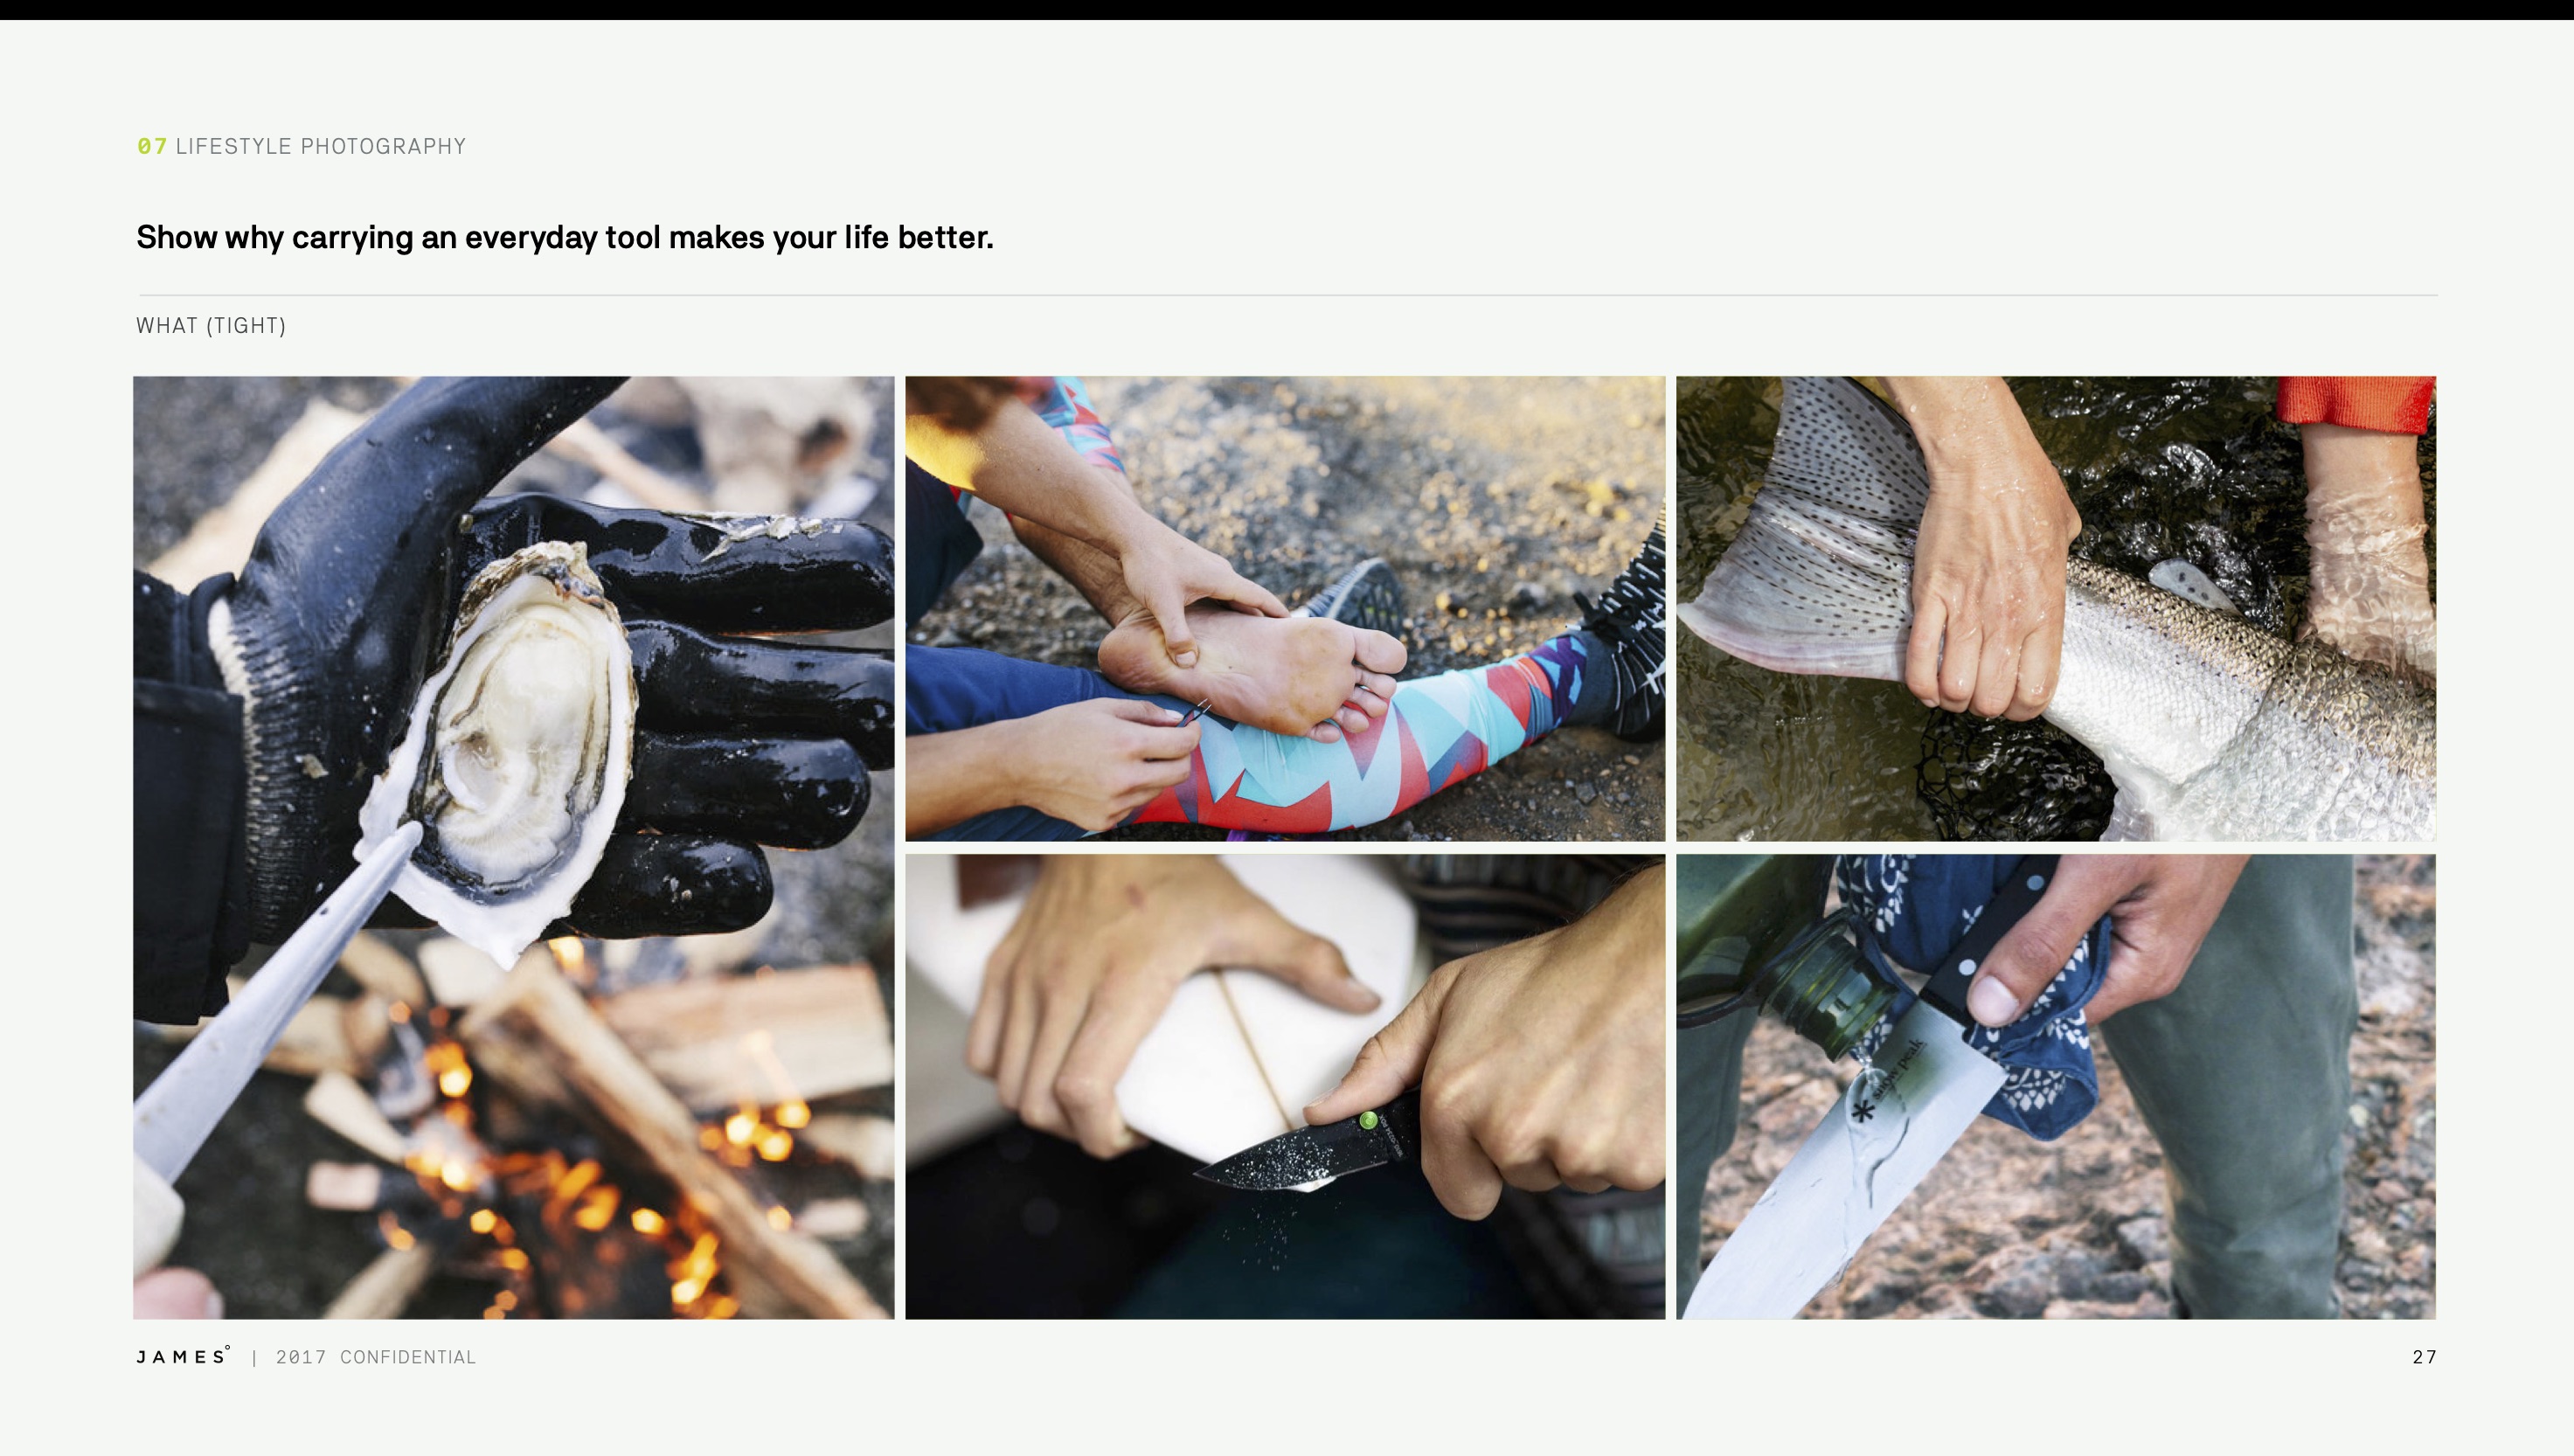 07 LIFESTYLE PHOTOGRAPHY
Show why carrying an everyday tool makes your life better.
WHAT (TIGHT)
snow peak
JAMES° | 2017 CONFIDENTIAL
27